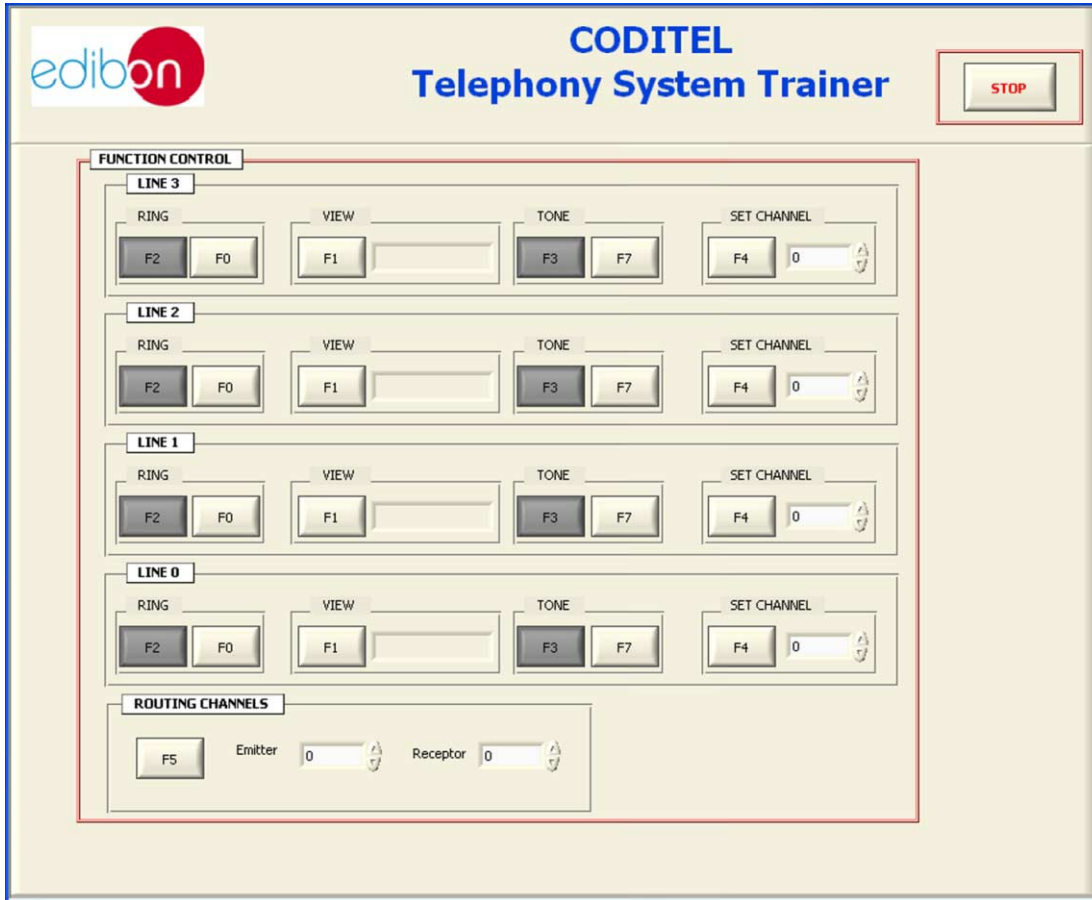 edibon
CODITEL
Telephony System Trainer
STOP
FUNCTION CONTROL
LINE 3
RING VIEW TONE SET CHANNEL
F2 F0 F1 F3 F7 F4 0
LINE 2
RING VIEW TONE SET CHANNEL
F2 F0 F1 F3 F7 F4 0
LINE 1
RING VIEW TONE SET CHANNEL
F2 F0 F1 F3 F7 F4 0
LINE 0
RING VIEW TONE SET CHANNEL
F2 F0 F1 F3 F7 F4 0
ROUTING CHANNELS
F5 Emitter 0 Receptor 0